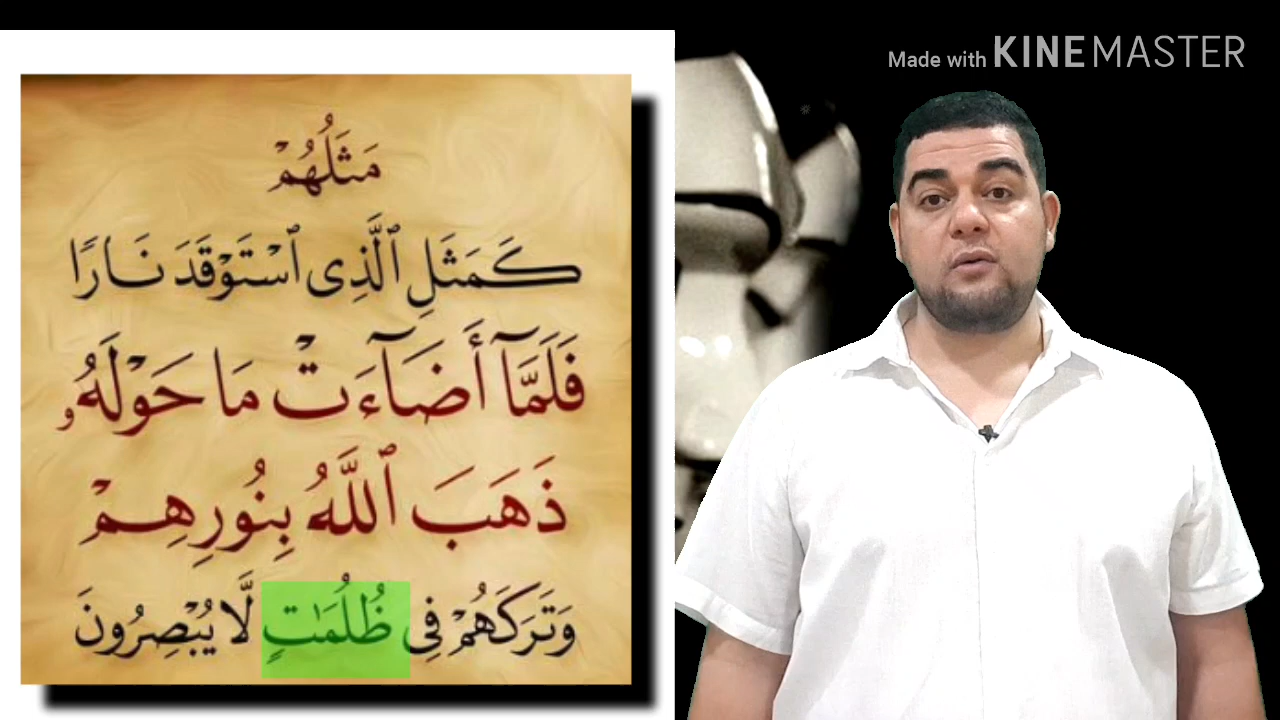 Made with KINEMASTER
مَثَلُهُمْ
كَمَثَلِ ٱلَّذِى ٱسْتَوْقَدَ نَارًا
فَلَمَّآ أَضَآءَتْ مَا حَوْلَهُۥ
ذَهَبَ ٱللَّهُ بِنُورِهِمْ
وَتَرَكَهُمْ فِى ظُلُمَٰتٍ لَّا يُبْصِرُونَ